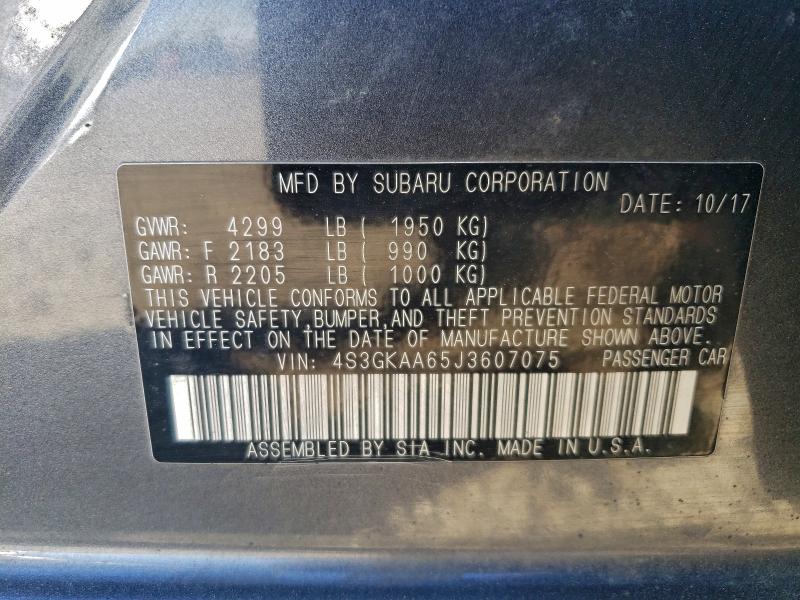 MFD BY SUBARU CORPORATION
DATE: 10/17
GVWR: 4299 LB ( 1950 KG)
GAWR: F 2183 LB ( 990 KG)
GAWR: R 2205 LB ( 1000 KG)
THIS VEHICLE CONFORMS TO ALL APPLICABLE FEDERAL MOTOR
VEHICLE SAFETY,BUMPER,AND THEFT PREVENTION STANDARDS
IN EFFECT ON THE DATE OF MANUFACTURE SHOWN ABOVE.
VIN: 4S3GKAA65J3607075 PASSENGER CAR
ASSEMBLED BY SIA INC. MADE IN U.S.A.